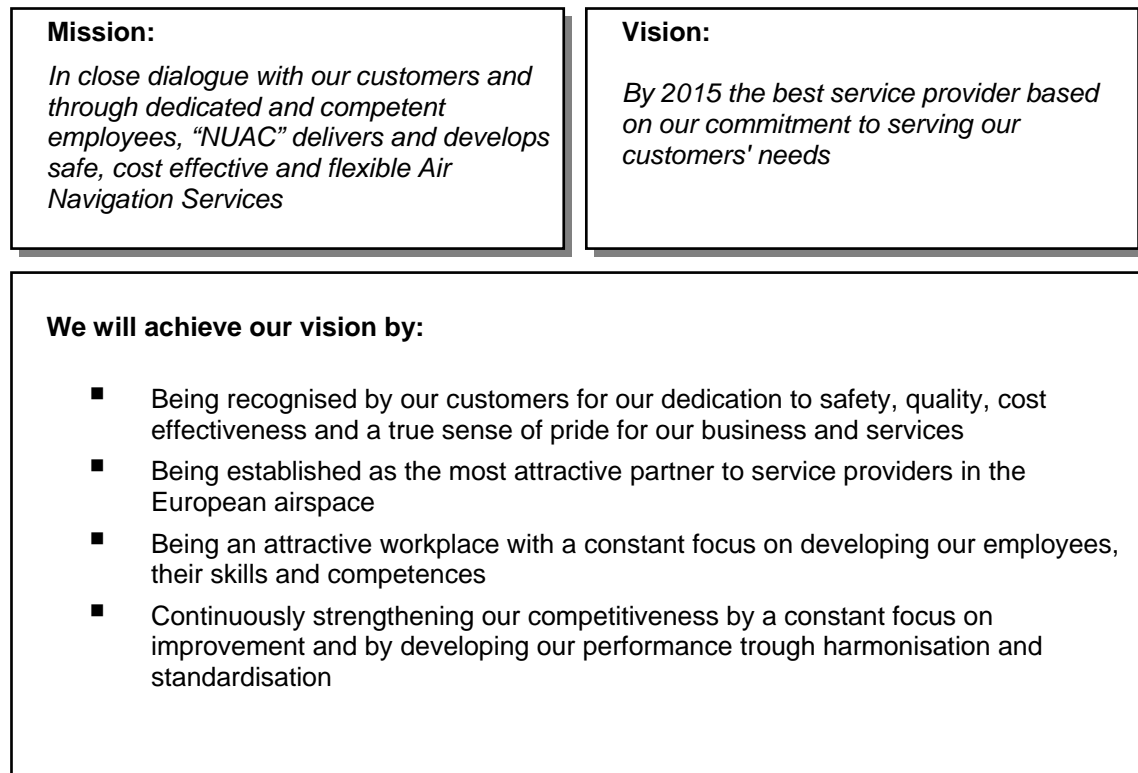 Mission:
In close dialogue with our customers and
through dedicated and competent
employees, “NUAC” delivers and develops
safe, cost effective and flexible Air
Navigation Services
Vision:
By 2015 the best service provider based
on our commitment to serving our
customers' needs
We will achieve our vision by:
▪ Being recognised by our customers for our dedication to safety, quality, cost
effectiveness and a true sense of pride for our business and services
▪ Being established as the most attractive partner to service providers in the
European airspace
▪ Being an attractive workplace with a constant focus on developing our employees,
their skills and competences
▪ Continuously strengthening our competitiveness by a constant focus on
improvement and by developing our performance trough harmonisation and
standardisation